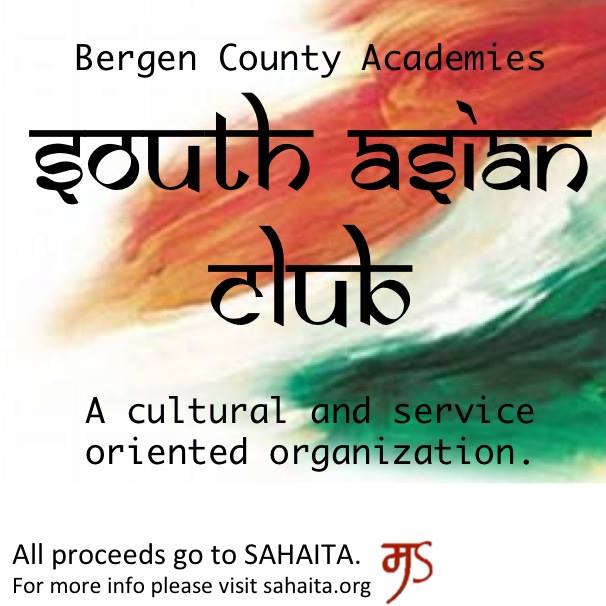 Bergen County Academies
south asian
club
A cultural and service
oriented organization.
All proceeds go to SAHAITA.
For more info please visit sahaita.org